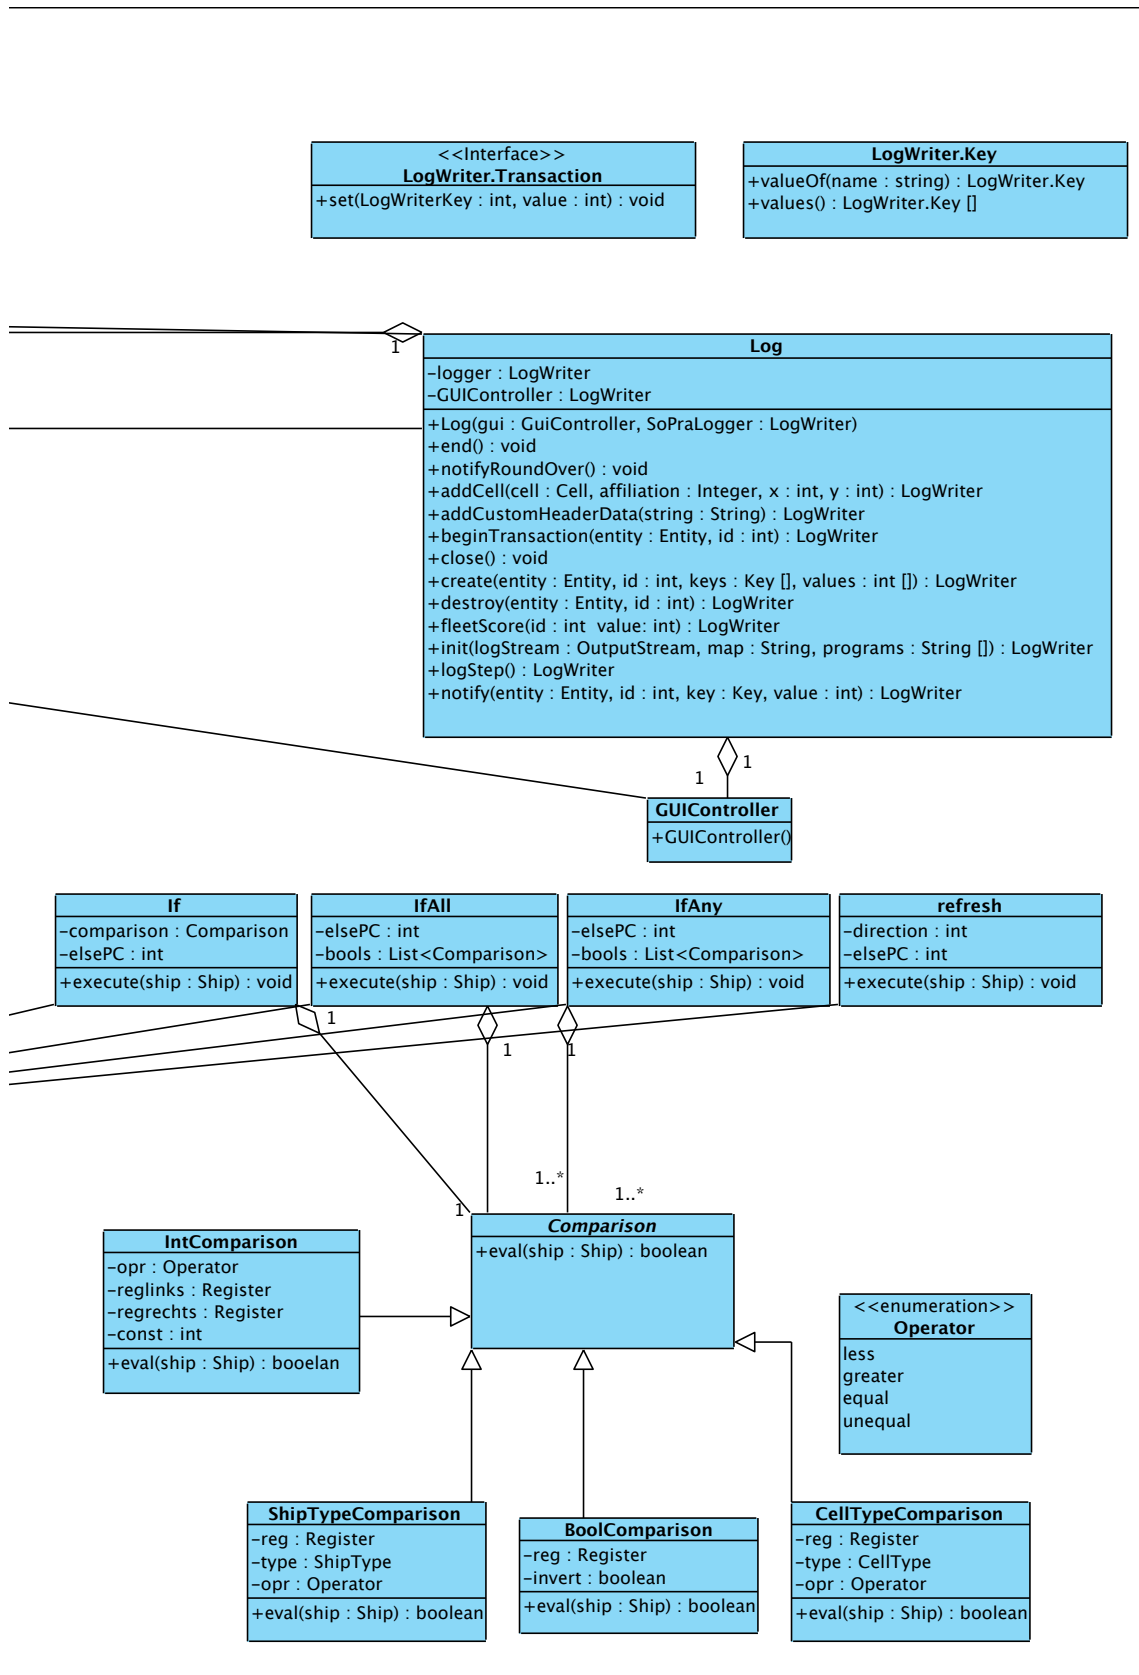 <<Interface>>
LogWriter.Transaction
+set(LogWriterKey : int, value : int) : void
LogWriter.Key
+valueOf(name : string) : LogWriter.Key
+values() : LogWriter.Key []
1
Log
-logger : LogWriter
-GUIController : LogWriter
+Log(gui : GuiController, SoPraLogger : LogWriter)
+end() : void
+notifyRoundOver() : void
+addCell(cell : Cell, affiliation : Integer, x : int, y : int) : LogWriter
+addCustomHeaderData(string : String) : LogWriter
+beginTransaction(entity : Entity, id : int) : LogWriter
+close() : void
+create(entity : Entity, id : int, keys : Key [], values : int []) : LogWriter
+destroy(entity : Entity, id : int) : LogWriter
+fleetScore(id : int  value: int) : LogWriter
+init(logStream : OutputStream, map : String, programs : String []) : LogWriter
+logStep() : LogWriter
+notify(entity : Entity, id : int, key : Key, value : int) : LogWriter
1
1
GUIController
+GUIController()
If
-comparison : Comparison
-elsePC : int
+execute(ship : Ship) : void
IfAll
-elsePC : int
-bools : List<Comparison>
+execute(ship : Ship) : void
IfAny
-elsePC : int
-bools : List<Comparison>
+execute(ship : Ship) : void
refresh
-direction : int
-elsePC : int
+execute(ship : Ship) : void
1
1
1
1..*
1..*
1
Comparison
+eval(ship : Ship) : boolean
IntComparison
-opr : Operator
-reglinks : Register
-regrechts : Register
-const : int
+eval(ship : Ship) : booelan
<<enumeration>>
Operator
less
greater
equal
unequal
ShipTypeComparison
-reg : Register
-type : ShipType
-opr : Operator
+eval(ship : Ship) : boolean
BoolComparison
-reg : Register
-invert : boolean
+eval(ship : Ship) : boolean
CellTypeComparison
-reg : Register
-type : CellType
-opr : Operator
+eval(ship : Ship) : boolean